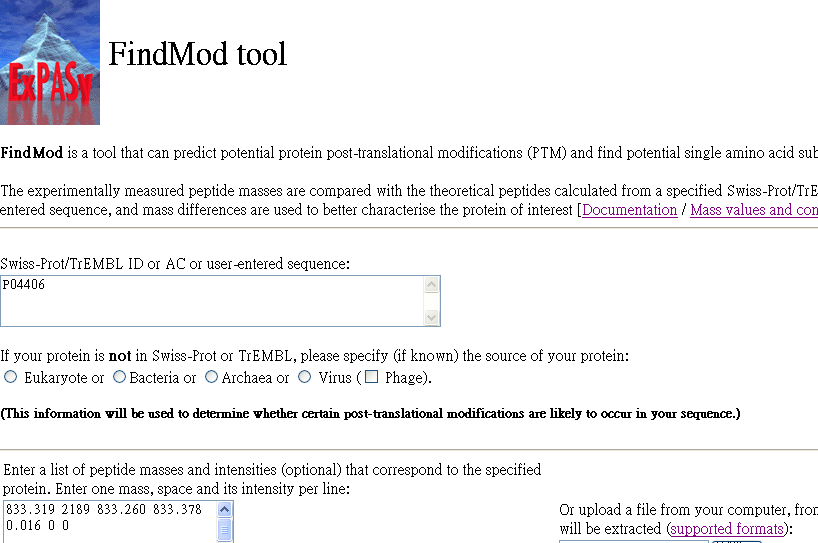 ExPASy
FindMod tool
FindMod is a tool that can predict potential protein post-translational modifications (PTM) and find potential single amino acid sub
The experimentally measured peptide masses are compared with the theoretical peptides calculated from a specified Swiss-Prot/TrE
entered sequence, and mass differences are used to better characterise the protein of interest [Documentation / Mass values and con
Swiss-Prot/TrEMBL ID or AC or user-entered sequence:
P04406
If your protein is not in Swiss-Prot or TrEMBL, please specify (if known) the source of your protein:
Eukaryote or Bacteria or Archaea or Virus ( Phage).
(This information will be used to determine whether certain post-translational modifications are likely to occur in your sequence.)
Enter a list of peptide masses and intensities (optional) that correspond to the specified
protein. Enter one mass, space and its intensity per line:
833.319 2189 833.260 833.378
0.016 0 0
Or upload a file from your computer, from
will be extracted (supported formats):